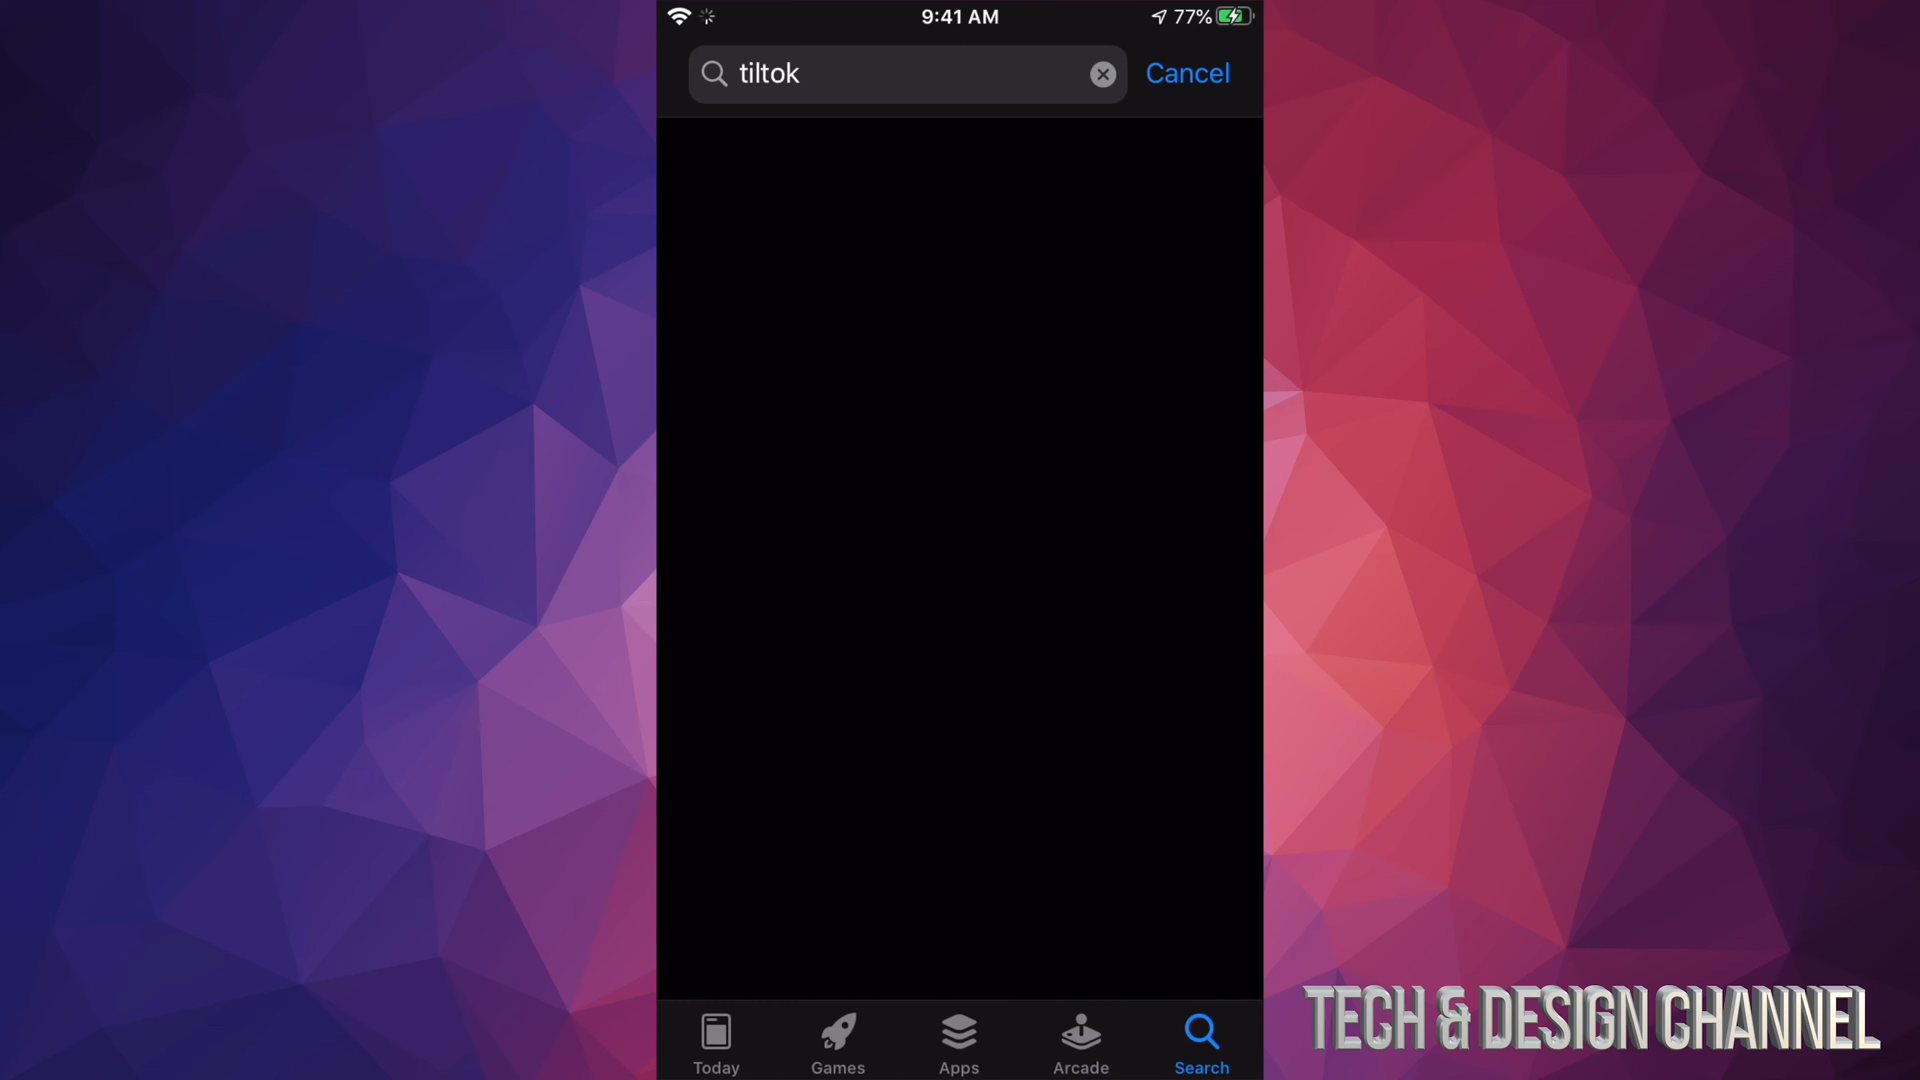 9:41 AM
77%
tiltok
Cancel
Today
Games
Apps
Arcade
Search
TECH & DESIGN CHANNEL